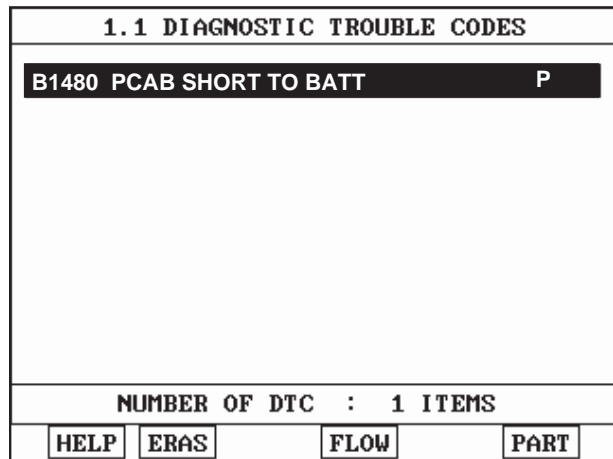 1.1 DIAGNOSTIC TROUBLE CODES
B1480 PCAB SHORT TO BATT P
NUMBER OF DTC : 1 ITEMS
HELP ERAS FLOW PART